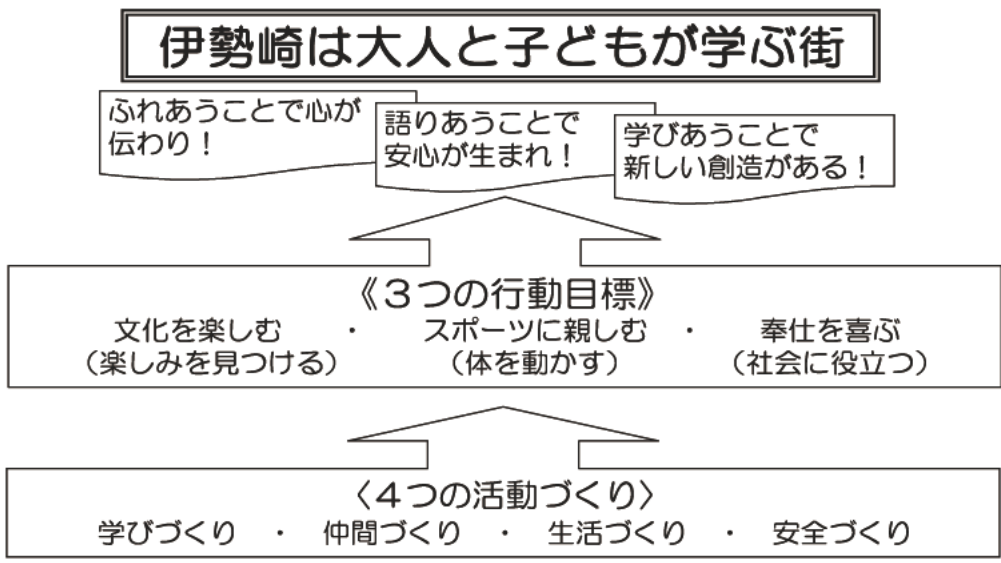 伊勢崎は大人と子どもが学ぶ街
ふれあうことで心が
伝わり！
語りあうことで
安心が生まれ！
学びあうことで
新しい創造がある！
《３つの行動目標》
文化を楽しむ ・ スポーツに親しむ ・ 奉仕を喜ぶ
（楽しみを見つける） （体を動かす） （社会に役立つ）
〈４つの活動づくり〉
学びづくり ・ 仲間づくり ・ 生活づくり ・ 安全づくり